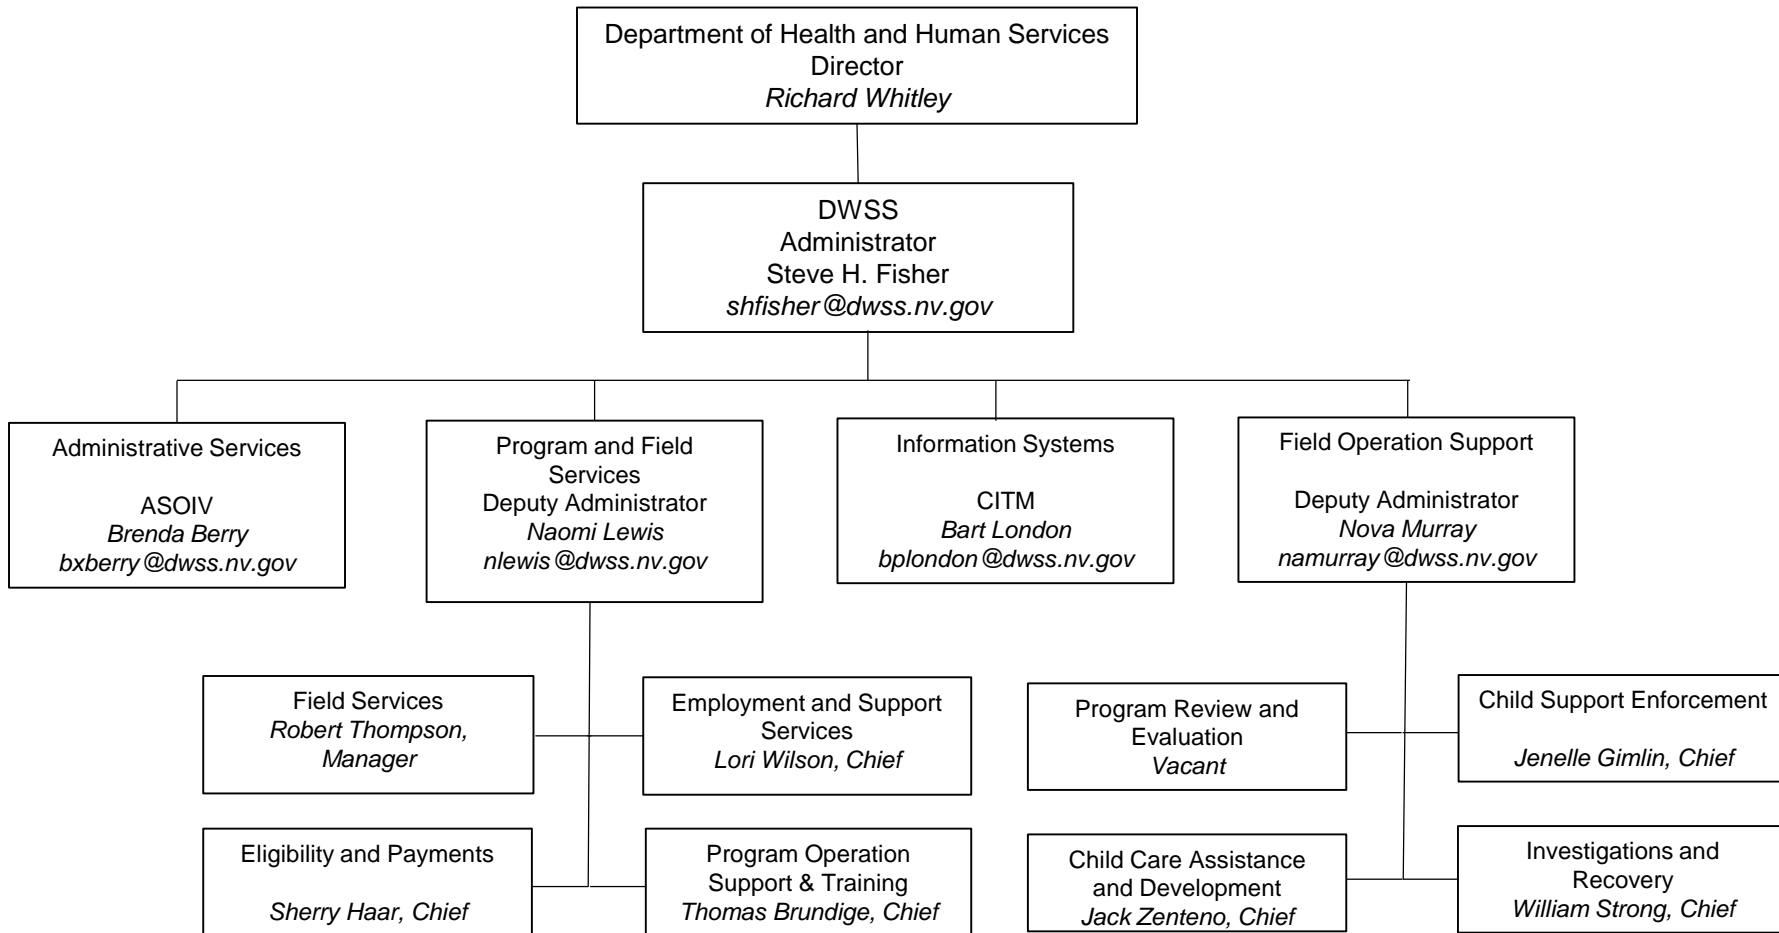 Department of Health and Human Services
Director
Richard Whitley
DWSS
Administrator
Steve H. Fisher
shfisher@dwss.nv.gov
Administrative Services
ASOIV
Brenda Berry
bxberry@dwss.nv.gov
Program and Field
Services
Deputy Administrator
Naomi Lewis
nlewis@dwss.nv.gov
Information Systems
CITM
Bart London
bplondon@dwss.nv.gov
Field Operation Support
Deputy Administrator
Nova Murray
namurray@dwss.nv.gov
Field Services
Robert Thompson,
Manager
Employment and Support
Services
Lori Wilson, Chief
Program Review and
Evaluation
Vacant
Child Support Enforcement
Jenelle Gimlin, Chief
Eligibility and Payments
Sherry Haar, Chief
Program Operation
Support & Training
Thomas Brundige, Chief
Child Care Assistance
and Development
Jack Zenteno, Chief
Investigations and
Recovery
William Strong, Chief